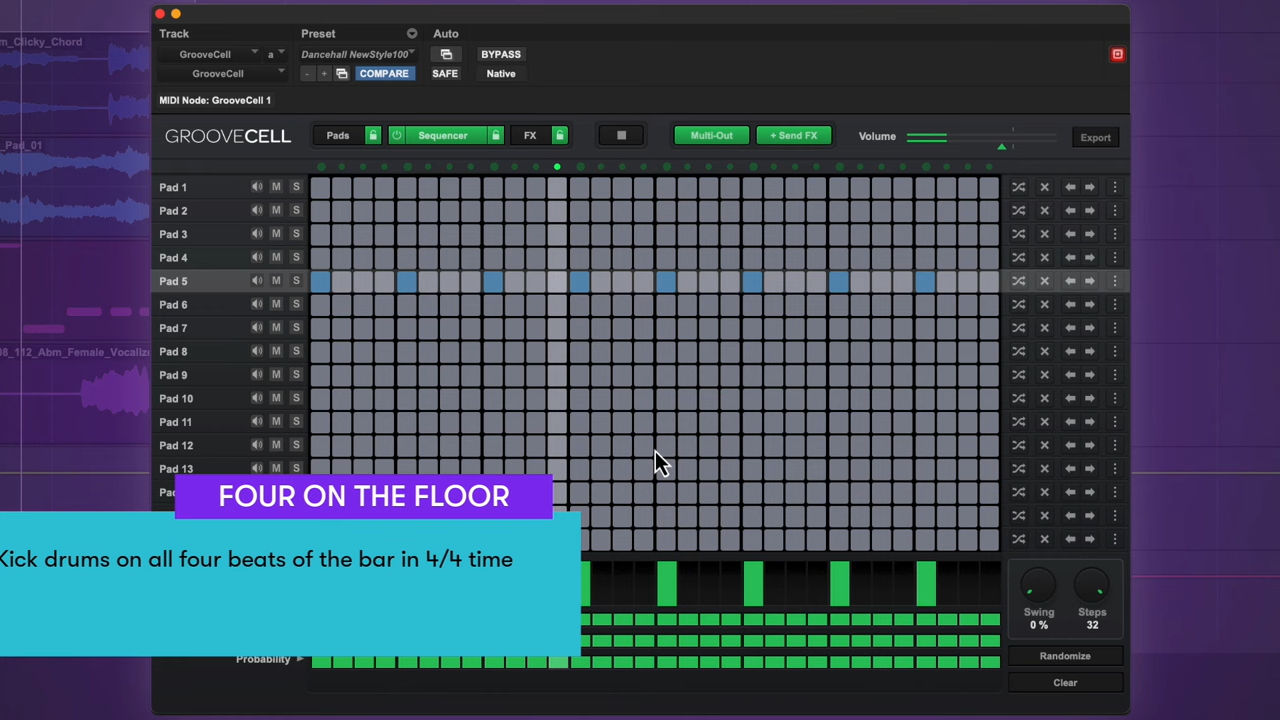 Track
Preset
Auto
m_Clicky_Chord
GrooveCell
a
Dancehall NewStyle100
BYPASS
GrooveCell
-
+
COMPARE
SAFE
Native
MIDI Node: GrooveCell 1
GROOVECELL
Pads
Sequencer
FX
Multi-Out
+ Send FX
Volume
Export
_Pad_01
Pad 1 M S
Pad 2 M S
Pad 3 M S
Pad 4 M S
Pad 5 M S
Pad 6 M S
Pad 7 M S
Pad 8 M S
Pad 9 M S
Pad 10 M S
Pad 11 M S
Pad 12 M S
Pad 13 M S
38_112_Abm_Female_Vocalize
FOUR ON THE FLOOR
Kick drums on all four beats of the bar in 4/4 time
Swing
0 %
Steps
32
Probability
Randomize
Clear